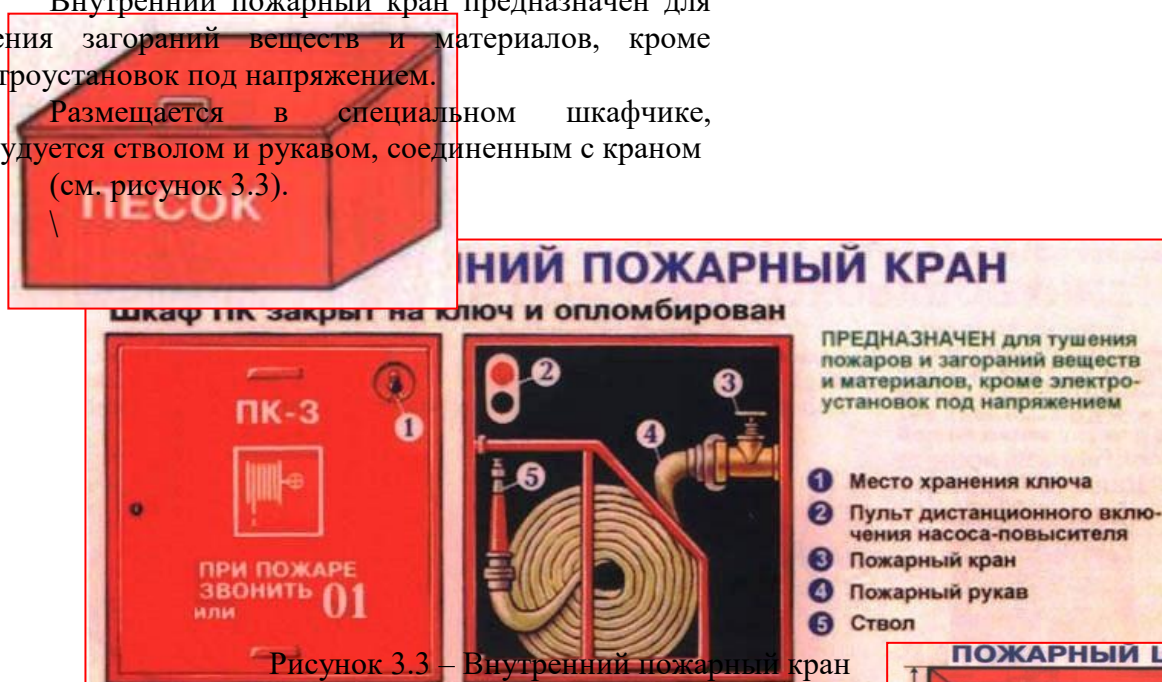 Внутренний пожарный кран предназначен для
загораний веществ и материалов, кроме
под напряжением.
Размещается в специальном шкафчике,
стволом и рукавом, соединенным с краном
(см. рисунок 3.3).
\
ПЕСОК
ПОЖАРНЫЙ КРАН
Шкаф ПК закрыт на ключ и опломбирован
ПК-3
1
ПРИ ПОЖАРЕ
ЗВОНИТЬ
или 01
2
3
4
5
ПРЕДНАЗНАЧЕН для тушения
пожаров и загораний веществ
и материалов, кроме электро-
установок под напряжением
1 Место хранения ключа
2 Пульт дистанционного вклю-
чения насоса-повысителя
3 Пожарный кран
4 Пожарный рукав
5 Ствол
Рисунок 3.3 – Внутренний пожарный кран
ПОЖАРНЫЙ